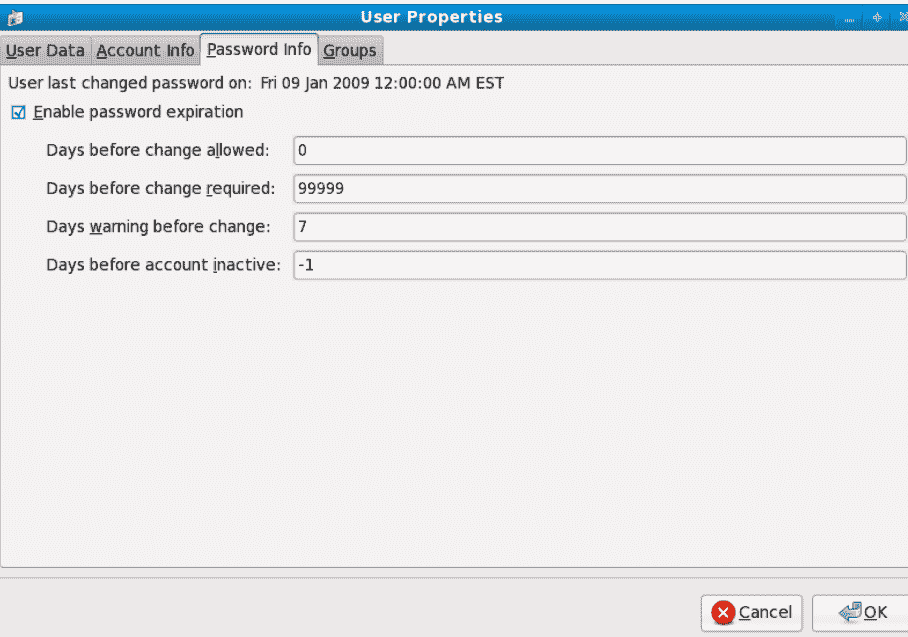 User Properties
User Data Account Info Password Info Groups
User last changed password on: Fri 09 Jan 2009 12:00:00 AM EST
Enable password expiration
Days before change allowed: 0
Days before change required: 99999
Days warning before change: 7
Days before account inactive: -1
Cancel OK